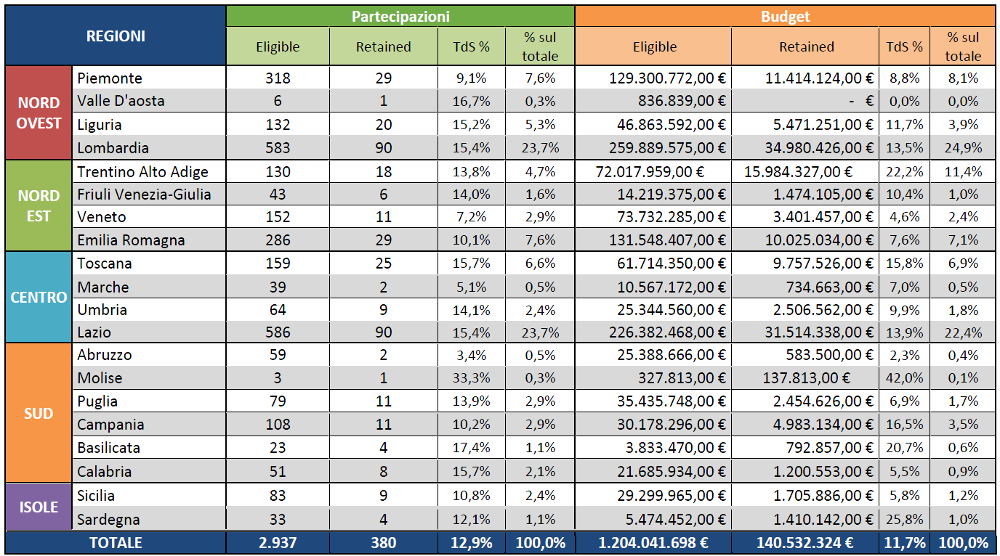 REGIONI Partecipazioni Budget
Eligible Retained TdS % % sul totale Eligible Retained TdS % % sul totale
NORD OVEST
Piemonte 318 29 9,1% 7,6% 129.300.772,00 € 11.414.124,00 € 8,8% 8,1%
Valle D'aosta 6 1 16,7% 0,3% 836.839,00 € - € 0,0% 0,0%
Liguria 132 20 15,2% 5,3% 46.863.592,00 € 5.471.251,00 € 11,7% 3,9%
Lombardia 583 90 15,4% 23,7% 259.889.575,00 € 34.980.426,00 € 13,5% 24,9%
NORD EST
Trentino Alto Adige 130 18 13,8% 4,7% 72.017.959,00 € 15.984.327,00 € 22,2% 11,4%
Friuli Venezia-Giulia 43 6 14,0% 1,6% 14.219.375,00 € 1.474.105,00 € 10,4% 1,0%
Veneto 152 11 7,2% 2,9% 73.732.285,00 € 3.401.457,00 € 4,6% 2,4%
Emilia Romagna 286 29 10,1% 7,6% 131.548.407,00 € 10.025.034,00 € 7,6% 7,1%
CENTRO
Toscana 159 25 15,7% 6,6% 61.714.350,00 € 9.757.526,00 € 15,8% 6,9%
Marche 39 2 5,1% 0,5% 10.567.172,00 € 734.663,00 € 7,0% 0,5%
Umbria 64 9 14,1% 2,4% 25.344.560,00 € 2.506.562,00 € 9,9% 1,8%
Lazio 586 90 15,4% 23,7% 226.382.468,00 € 31.514.338,00 € 13,9% 22,4%
SUD
Abruzzo 59 2 3,4% 0,5% 25.388.666,00 € 583.500,00 € 2,3% 0,4%
Molise 3 1 33,3% 0,3% 327.813,00 € 137.813,00 € 42,0% 0,1%
Puglia 79 11 13,9% 2,9% 35.435.748,00 € 2.454.626,00 € 6,9% 1,7%
Campania 108 11 10,2% 2,9% 30.178.296,00 € 4.983.134,00 € 16,5% 3,5%
Basilicata 23 4 17,4% 1,1% 3.833.470,00 € 792.857,00 € 20,7% 0,6%
Calabria 51 8 15,7% 2,1% 21.685.934,00 € 1.200.553,00 € 5,5% 0,9%
ISOLE
Sicilia 83 9 10,8% 2,4% 29.299.965,00 € 1.705.886,00 € 5,8% 1,2%
Sardegna 33 4 12,1% 1,1% 5.474.452,00 € 1.410.142,00 € 25,8% 1,0%
TOTALE 2.937 380 12,9% 100,0% 1.204.041.698 € 140.532.324 € 11,7% 100,0%